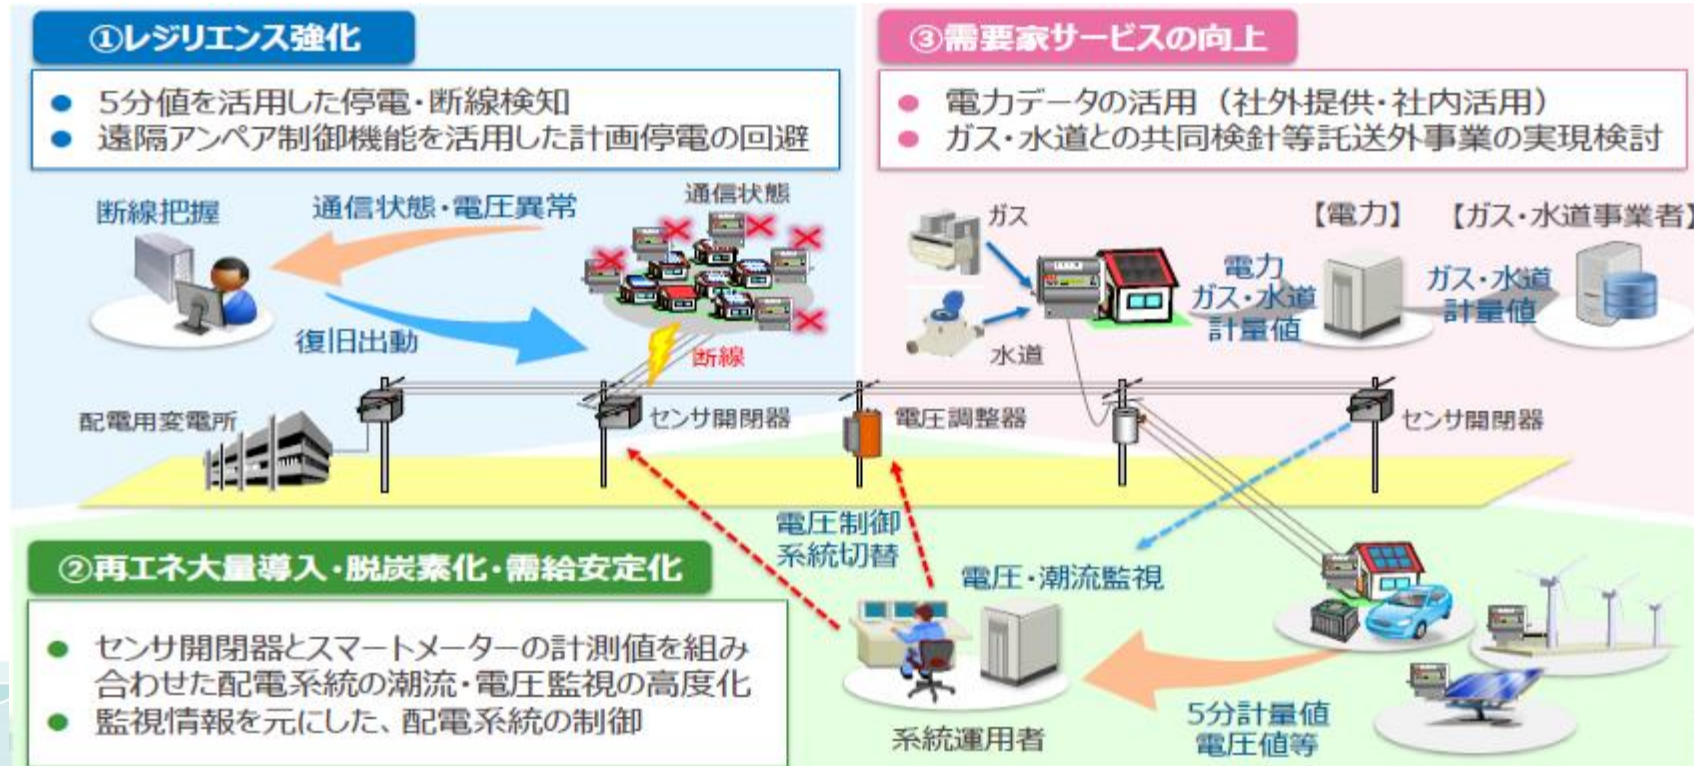 ①レジリエンス強化
● 5分値を活用した停電・断線検知
● 遠隔アンペア制御機能を活用した計画停電の回避
断線把握
通信状態・電圧異常
通信状態
復旧出動
断線
配電用変電所
センサ開閉器
電圧調整器
センサ開閉器
③需要家サービスの向上
● 電力データの活用（社外提供・社内活用）
● ガス・水道との共同検針等託送外事業の実現検討
ガス
水道
電力
ガス・水道
計量値
【電力】
ガス・水道
計量値
【ガス・水道事業者】
②再エネ大量導入・脱炭素化・需給安定化
● センサ開閉器とスマートメーターの計測値を組み
合わせた配電系統の潮流・電圧監視の高度化
● 監視情報を元にした、配電系統の制御
電圧制御
系統切替
電圧・潮流監視
系統運用者
5分計量値
電圧値等